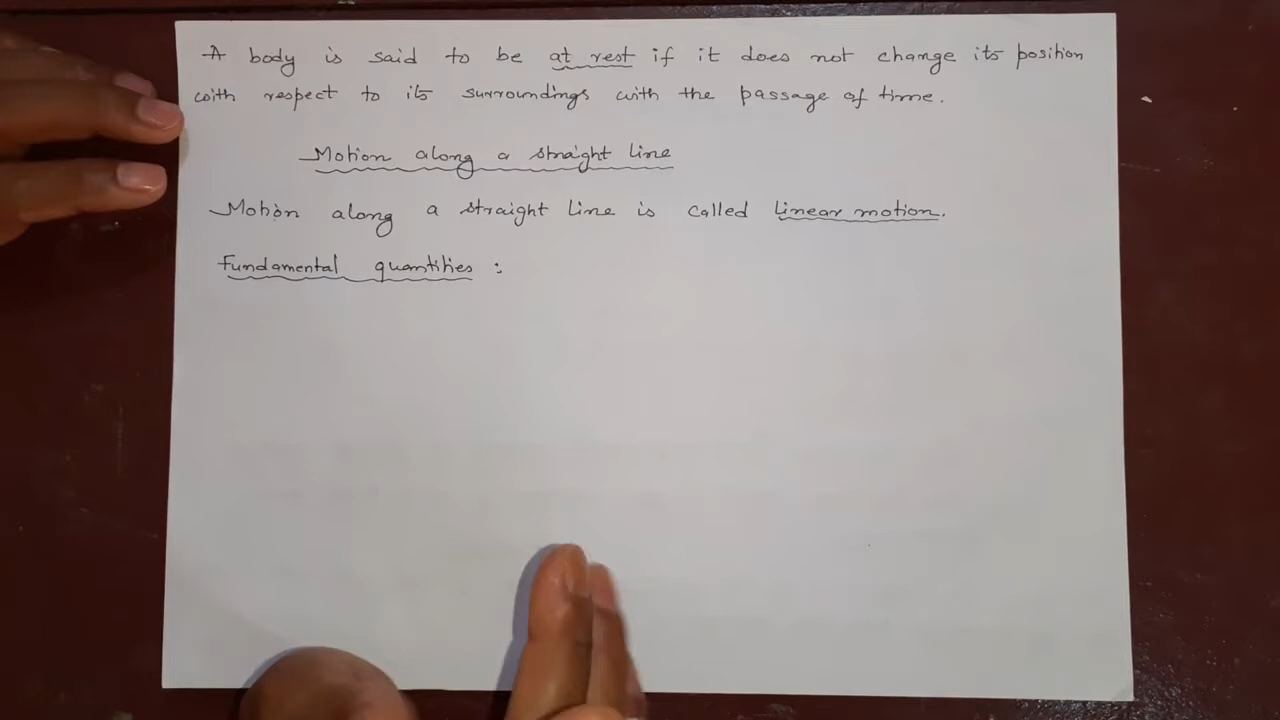 A body is said to be at rest if it does not change its position
with respect to its surroundings with the passage of time.
Motion along a straight line
Motion along a straight line is called linear motion.
Fundamental quantities :